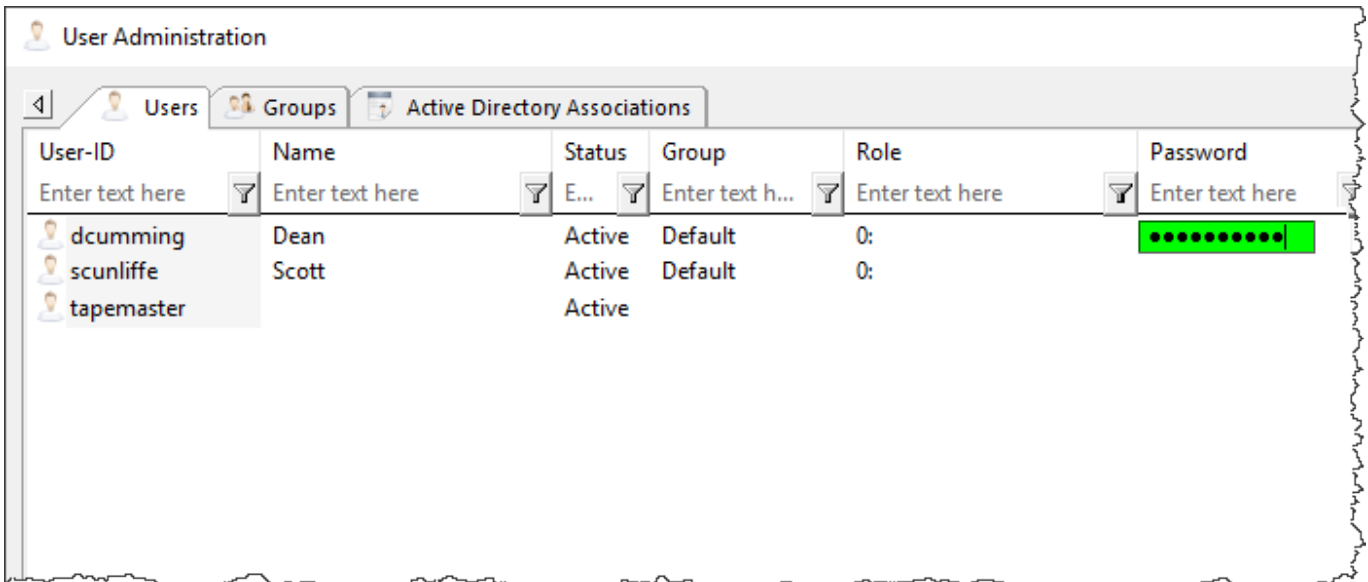 User Administration
Users Groups Active Directory Associations
User-ID Name Status Group Role Password
Enter text here Enter text here E... Enter text h... Enter text here Enter text here
dcumming Dean Active Default 0: ●●●●●●●●●●
scunliffe Scott Active Default 0:
tapemaster Active